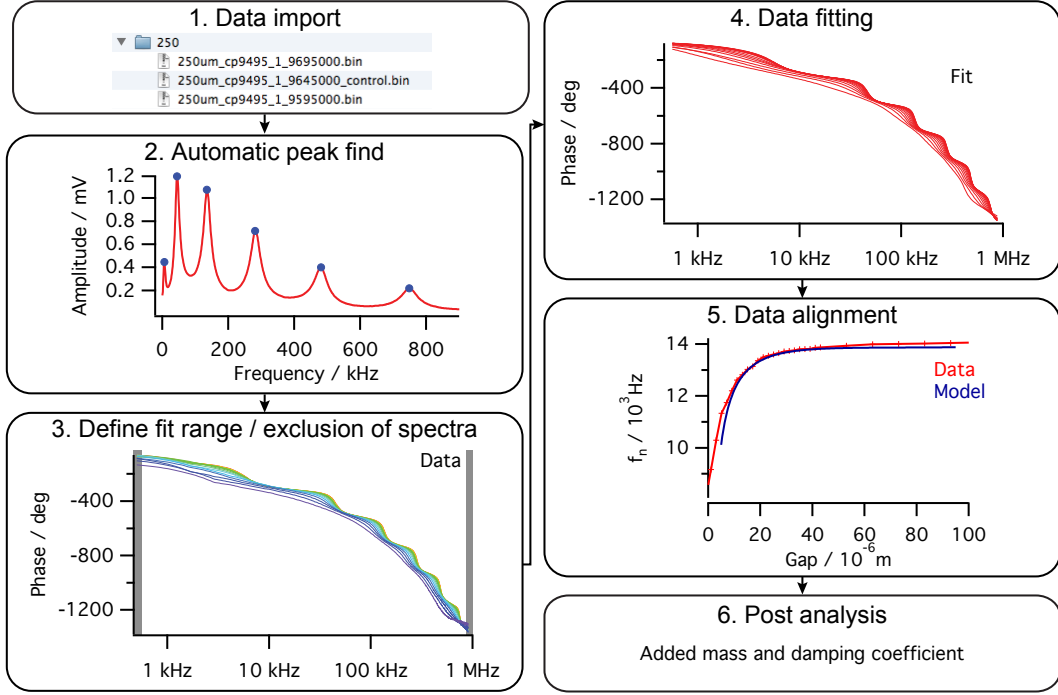 1. Data import
250
250um_cp9495_1_9695000.bin
250um_cp9495_1_9645000_control.bin
250um_cp9495_1_9595000.bin
2. Automatic peak find
Amplitude / mV
1.2
1.0
0.8
0.6
0.4
0.2
0 200 400 600 800
Frequency / kHz
3. Define fit range / exclusion of spectra
Data
Phase / deg
-400
-800
-1200
1 kHz 10 kHz 100 kHz 1 MHz
4. Data fitting
Fit
Phase / deg
-400
-800
-1200
1 kHz 10 kHz 100 kHz 1 MHz
5. Data alignment
fn / 10³ Hz
14
13
12
10
Data
Model
0 20 40 60 80 100
Gap / 10⁻⁶ m
6. Post analysis
Added mass and damping coefficient